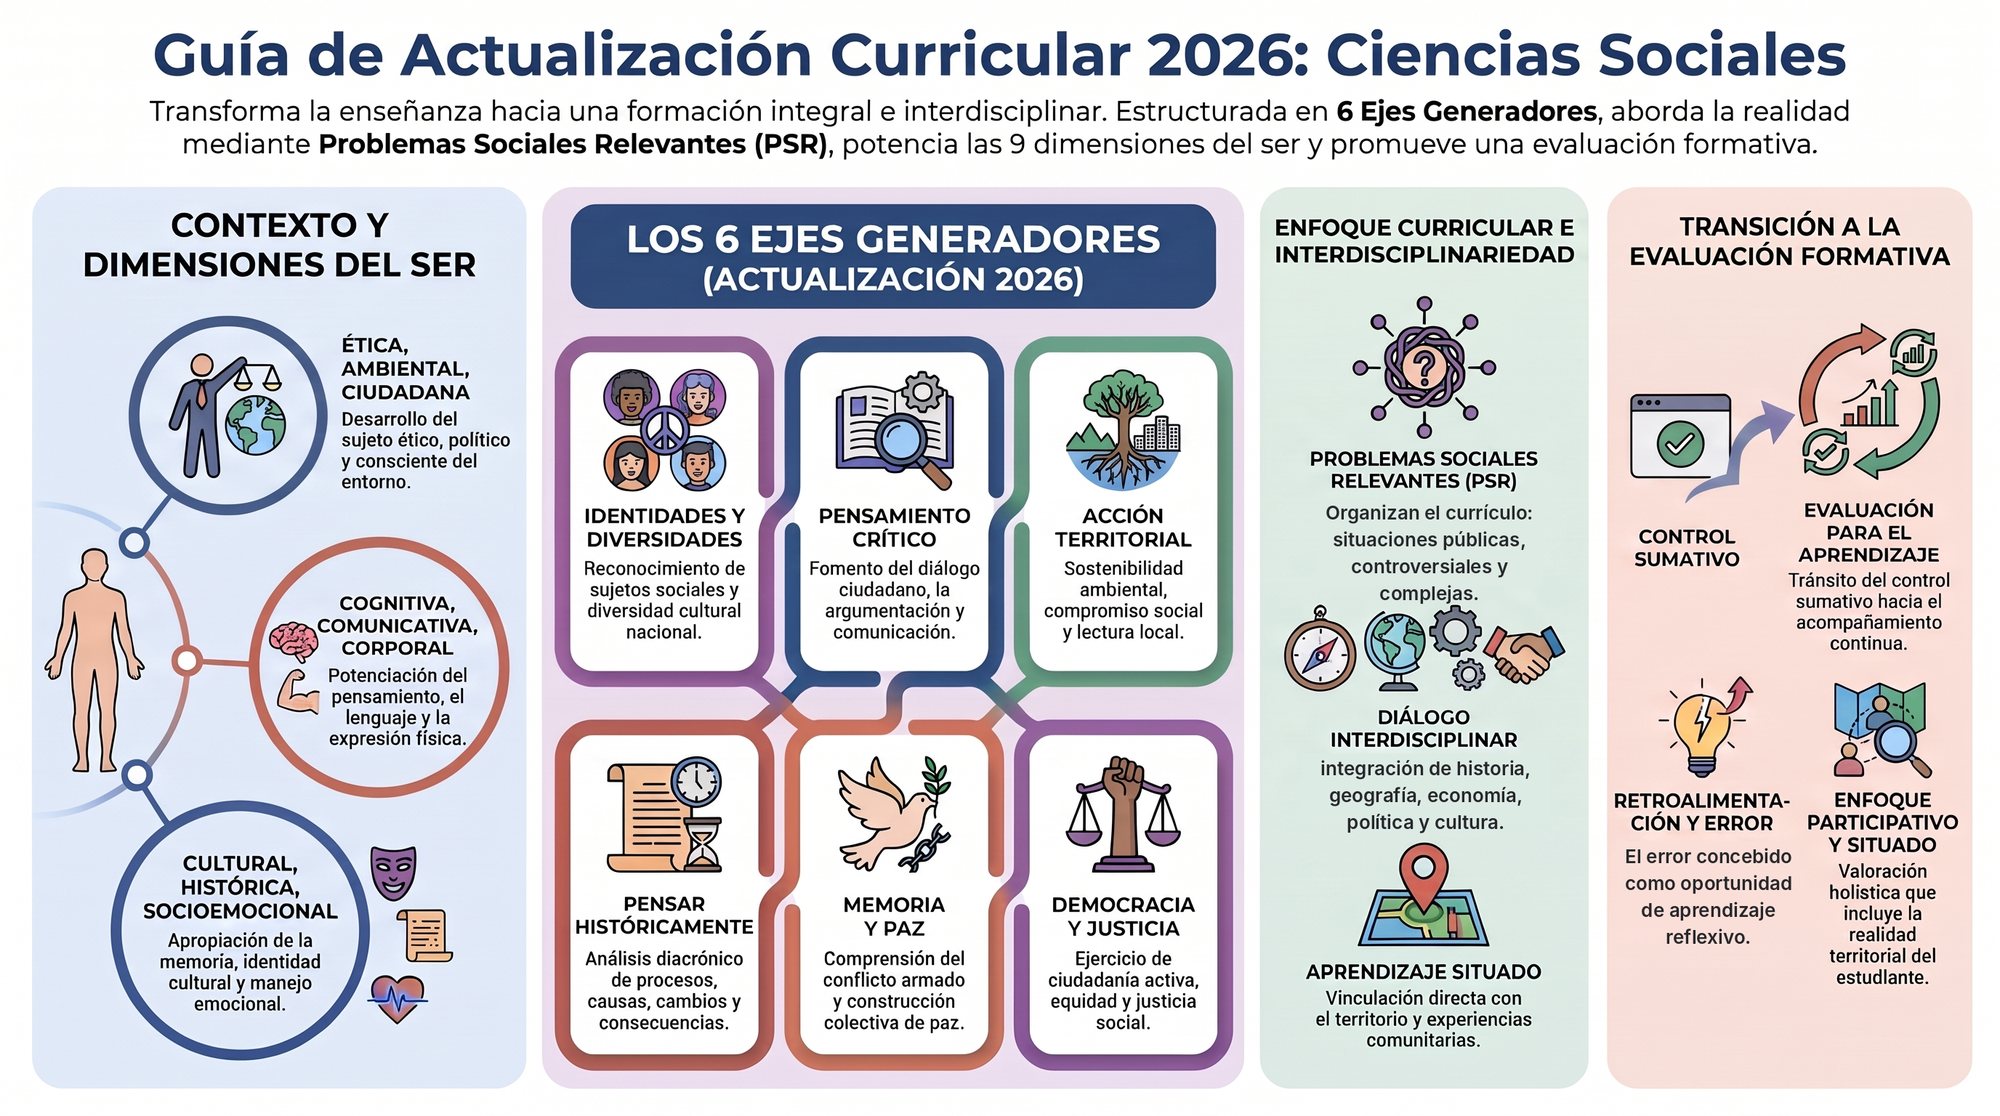 Guía de Actualización Curricular 2026: Ciencias Sociales
Transforma la enseñanza hacia una formación integral e interdisciplinar. Estructurada en 6 Ejes Generadores, aborda la realidad
mediante Problemas Sociales Relevantes (PSR), potencia las 9 dimensiones del ser y promueve una evaluación formativa.
CONTEXTO Y
DIMENSIONES DEL SER
ÉTICA,
AMBIENTAL,
CIUDADANA
Desarrollo del
sujeto ético, político
y consciente del
entorno.
COGNITIVA,
COMUNICATIVA,
CORPORAL
Potenciación del
pensamiento, el
lenguaje y la
expresión física.
CULTURAL,
HISTÓRICA,
SOCIOEMOCIONAL
Apropiación de la
memoría, identidad
cultural y manejo
emocional.
LOS 6 EJES GENERADORES
(ACTUALIZACIÓN 2026)
IDENTIDADES Y
DIVERSIDADES
Reconocimiento de
sujetos sociales y
diversidad cultural
nacional.
PENSAMIENTO
CRÍTICO
Fomento del diálogo
ciudadano, la
argumentación y
comunicación.
ACCIÓN
TERRITORIAL
Sostenibilidad
ambiental,
compromiso social
y lectura local.
PENSAR
HISTÓRICAMENTE
Análisis diacrónico
de procesos,
causas, cambios y
consecuencias.
MEMORIA
Y PAZ
Comprensión del
conflicto armado
y construcción
colectiva de paz.
DEMOCRACIA
Y JUSTICIA
Ejercicio de
ciudadanía activa,
equidad y justicia
social.
ENFOQUE CURRICULAR E
INTERDISCIPLINARIEDAD
?
PROBLEMAS SOCIALES
RELEVANTES (PSR)
Organizan el currículo:
situaciones públicas,
controversiales y
complejas.
DIÁLOGO
INTERDISCIPLINAR
integración de historia,
geografía, economía,
política y cultura.
APRENDIZAJE SITUADO
Vinculación directa con
el territorio y experiencias
comunitarias.
TRANSICIÓN A LA
EVALUACIÓN FORMATIVA
CONTROL
SUMATIVO
EVALUACIÓN
PARA EL
APRENDIZAJE
Tránsito del control
sumativo hacia el
acompañamiento
continua.
RETROALIMENTA-
CIÓN Y ERROR
El error concebido
como oportunidad
de aprendizaje
reflexivo.
ENFOQUE
PARTICIPATIVO
Y SITUADO
Valoración
holistica que
incluye la
realidad
territorial del
estudiante.